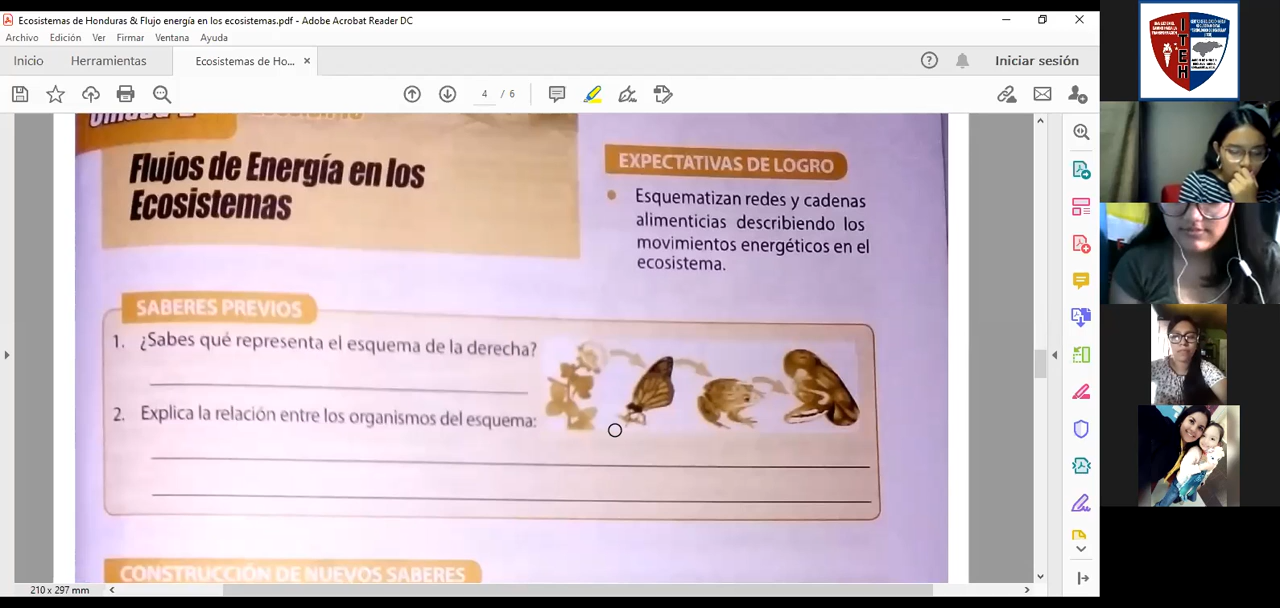 Ecosistemas de Honduras & Flujo energía en los ecosistemas.pdf - Adobe Acrobat Reader DC
Archivo Edición Ver Firmar Ventana Ayuda
Inicio Herramientas Ecosistemas de Ho... × Iniciar sesión
4 / 6
Flujos de Energía en los
Ecosistemas
EXPECTATIVAS DE LOGRO
• Esquematizan redes y cadenas
alimenticias describiendo los
movimientos energéticos en el
ecosistema.
SABERES PREVIOS
1. ¿Sabes qué representa el esquema de la derecha?
2. Explica la relación entre los organismos del esquema:
CONSTRUCCIÓN DE NUEVOS SABERES
210 x 297 mm
ITEH